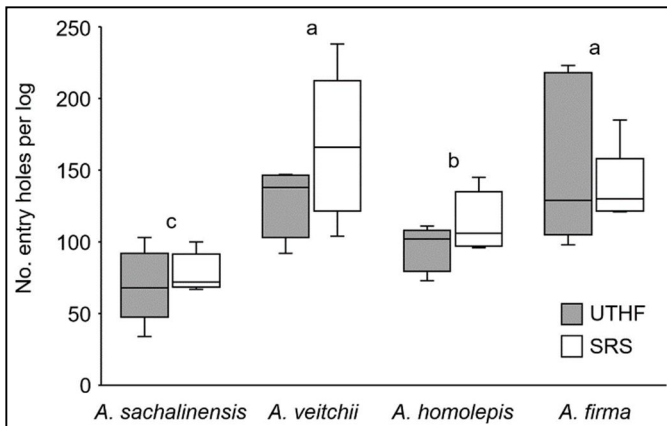 No. entry holes per log
250
200
150
100
50
0
a
a
b
c
UTHF
SRS
A. sachalinensis A. veitchii A. homolepis A. firma